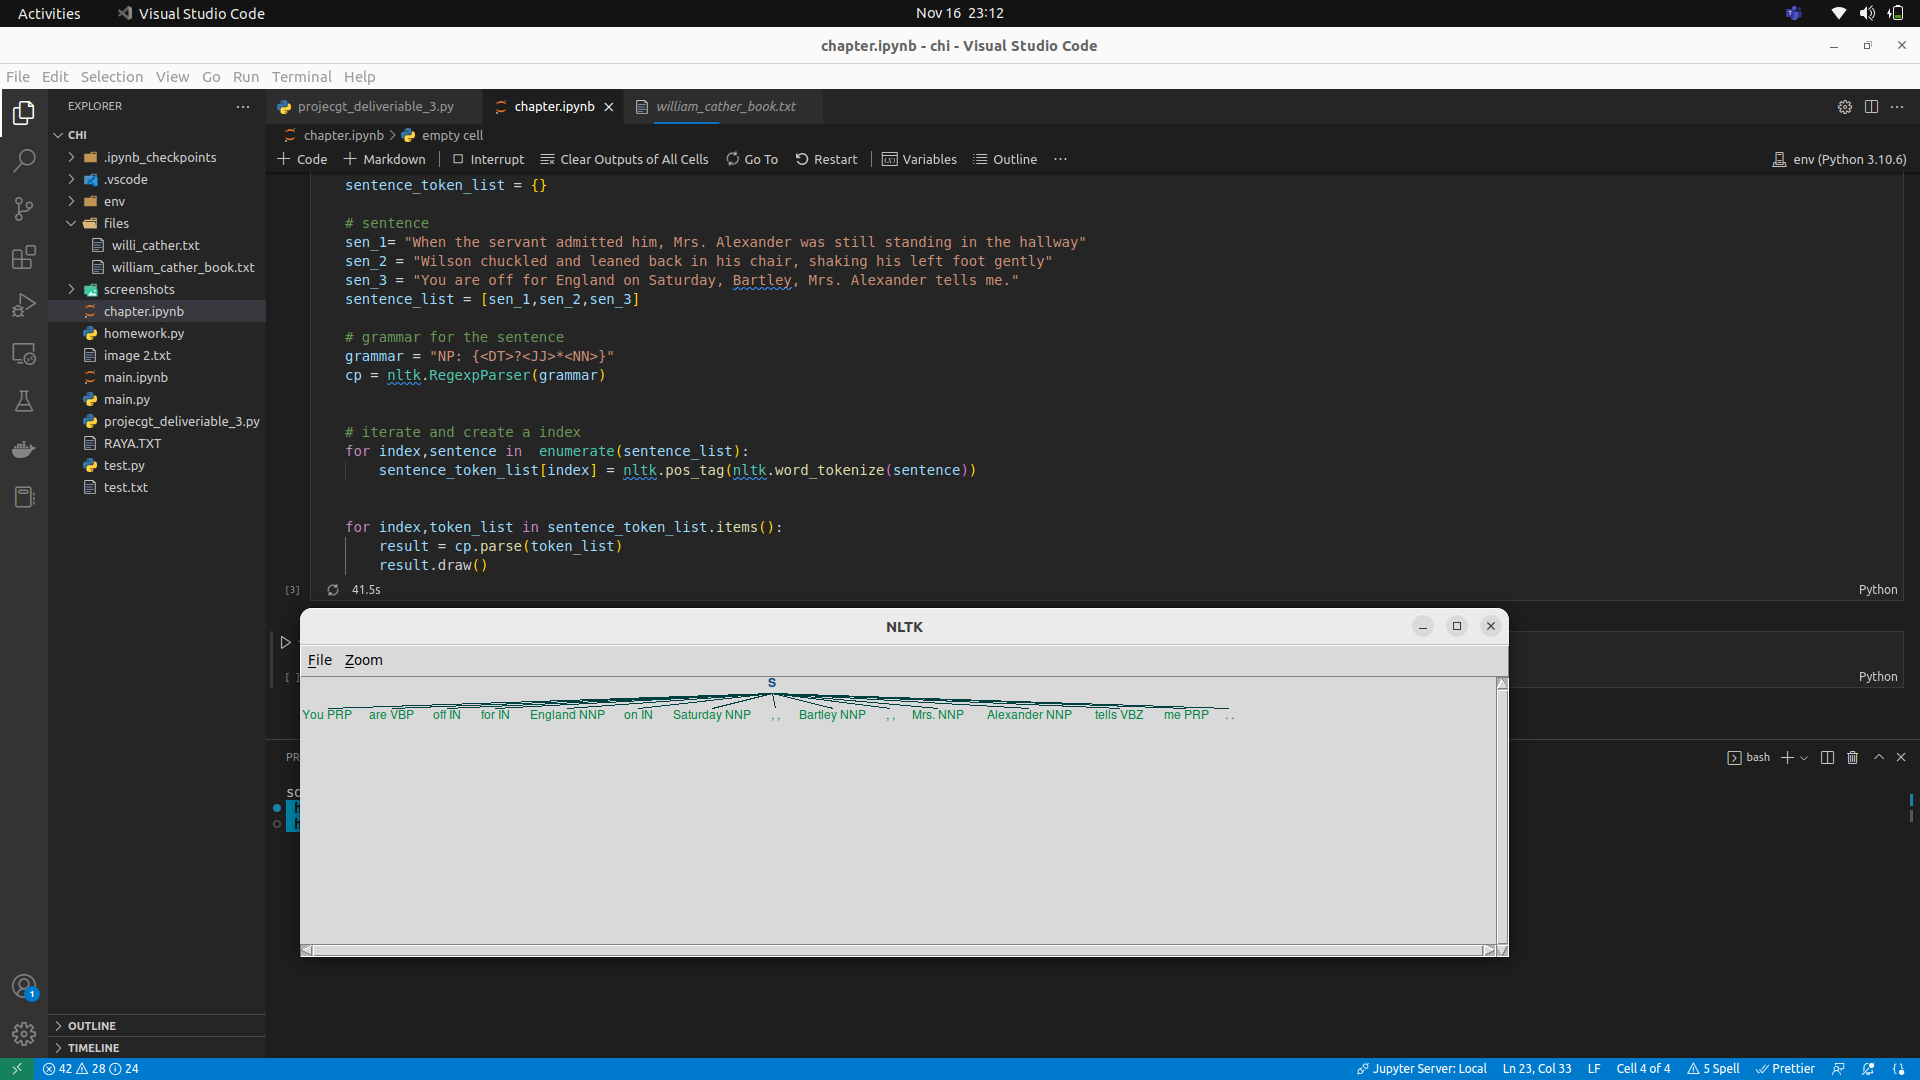 Activities Visual Studio Code Nov 16 23:12
chapter.ipynb - chi - Visual Studio Code
File Edit Selection View Go Run Terminal Help
EXPLORER
CHI
.ipynb_checkpoints
.vscode
env
files
willi_cather.txt
william_cather_book.txt
screenshots
chapter.ipynb
homework.py
image 2.txt
main.ipynb
main.py
projecgt_deliveriable_3.py
RAYA.TXT
test.py
test.txt
OUTLINE
TIMELINE
projecgt_deliveriable_3.py chapter.ipynb william_cather_book.txt
chapter.ipynb > empty cell
Code Markdown Interrupt Clear Outputs of All Cells Go To Restart Variables Outline env (Python 3.10.6)
sentence_token_list = {}
# sentence
sen_1= "When the servant admitted him, Mrs. Alexander was still standing in the hallway"
sen_2 = "Wilson chuckled and leaned back in his chair, shaking his left foot gently"
sen_3 = "You are off for England on Saturday, Bartley, Mrs. Alexander tells me."
sentence_list = [sen_1,sen_2,sen_3]
# grammar for the sentence
grammar = "NP: {<DT>?<JJ>*<NN>}"
cp = nltk.RegexpParser(grammar)
# iterate and create a index
for index,sentence in  enumerate(sentence_list):
sentence_token_list[index] = nltk.pos_tag(nltk.word_tokenize(sentence))
for index,token_list in sentence_token_list.items():
result = cp.parse(token_list)
result.draw()
[3] 41.5s Python
NLTK
File Zoom
[ ] Python
S
You PRP are VBP off IN for IN England NNP on IN Saturday NNP , , Bartley NNP , , Mrs. NNP Alexander NNP tells VBZ me PRP . .
PR bash
so
h
h
1
42 28 24 Jupyter Server: Local Ln 23, Col 33 LF Cell 4 of 4 5 Spell Prettier